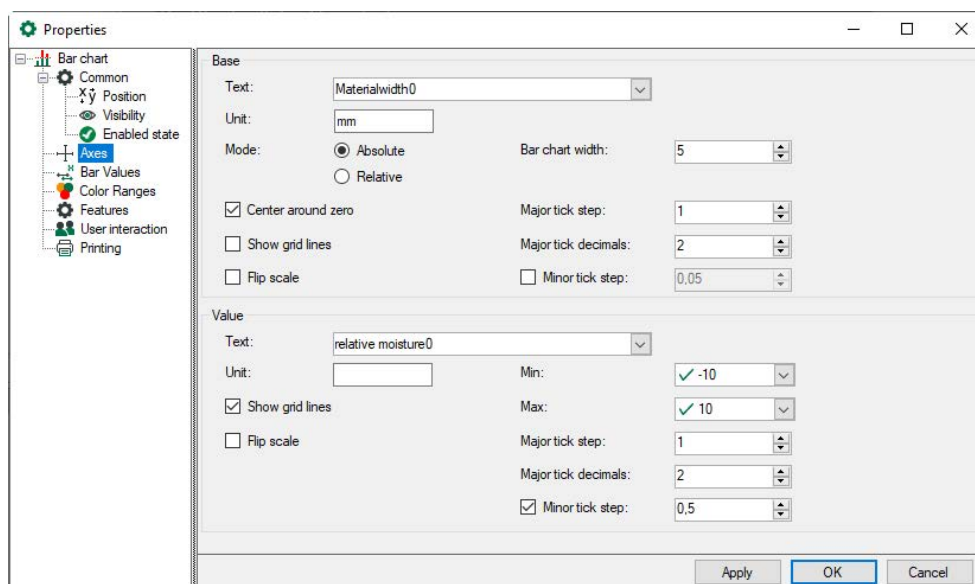 Properties
Bar chart
Common
Position
Visibility
Enabled state
Axes
Bar Values
Color Ranges
Features
User interaction
Printing
Base
Text: Materialwidth0
Unit: mm
Mode: Absolute Bar chart width: 5
Relative
Center around zero Major tick step: 1
Show grid lines Major tick decimals: 2
Flip scale Minor tick step: 0,05
Value
Text: relative moisture0
Unit: Min: -10
Show grid lines Max: 10
Flip scale Major tick step: 1
Major tick decimals: 2
Minor tick step: 0,5
Apply OK Cancel